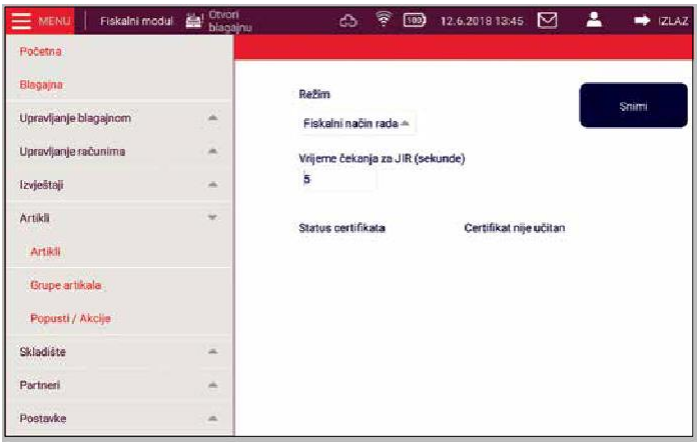 MENU Fiskalni modul Otvori blagajnu 100 12.6.2018 13:45 IZLAZ
Početna
Blagajna
Upravljanje blagajnom
Upravljanje računima
Izvještaji
Artikli
Artikli
Grupe artikala
Popusti / Akcije
Skladište
Partneri
Postavke
Režim
Fiskalni način rada
Vrijeme čekanja za JIR (sekunde)
5
Status certifikata Certifikat nije učitan
Snimi